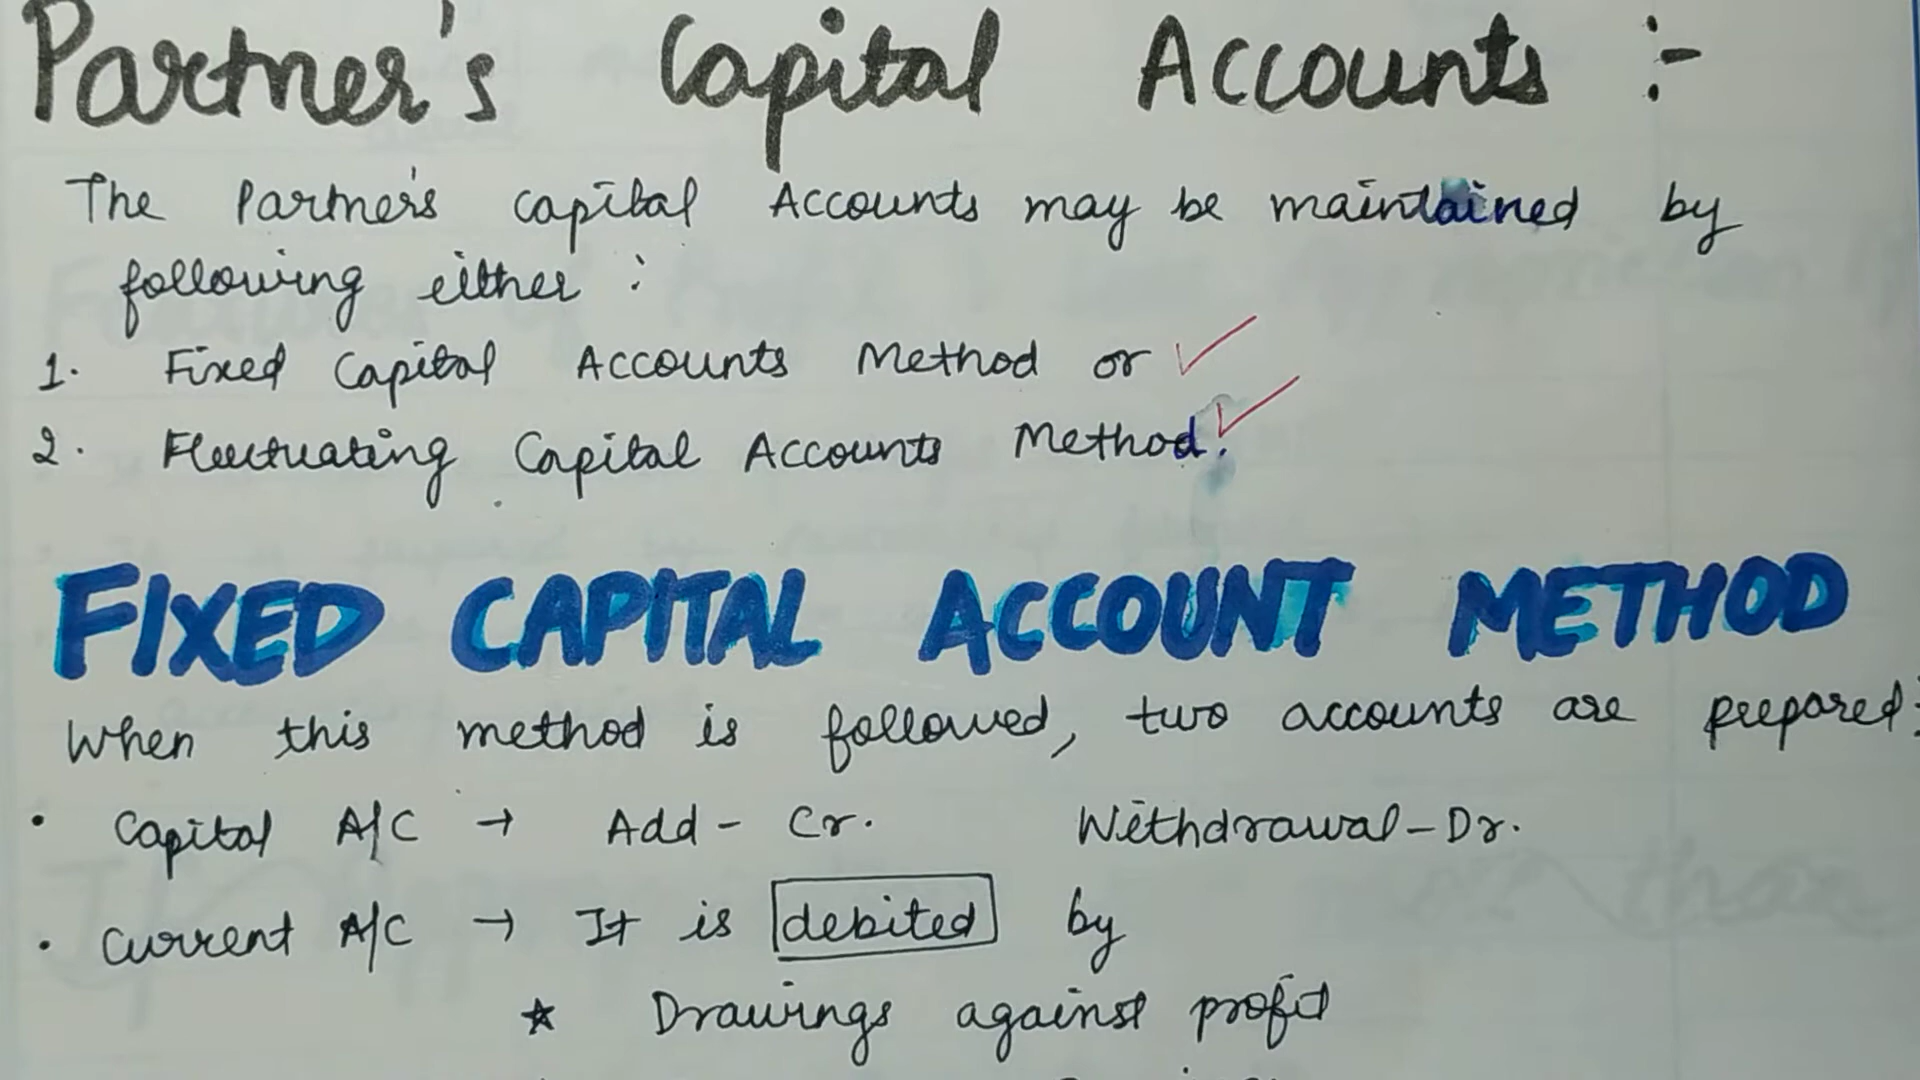 Partner's Capital Accounts :-
The Partner's capital Accounts may be maintained by
following either :
1. Fixed Capital Accounts Method or
2. Fluctuating Capital Accounts Method.
FIXED CAPITAL ACCOUNT METHOD
When this method is followed, two accounts are prepared:
• Capital A/C → Add - Cr. Withdrawal - Dr.
• Current A/C → It is debited by
★ Drawings against profit